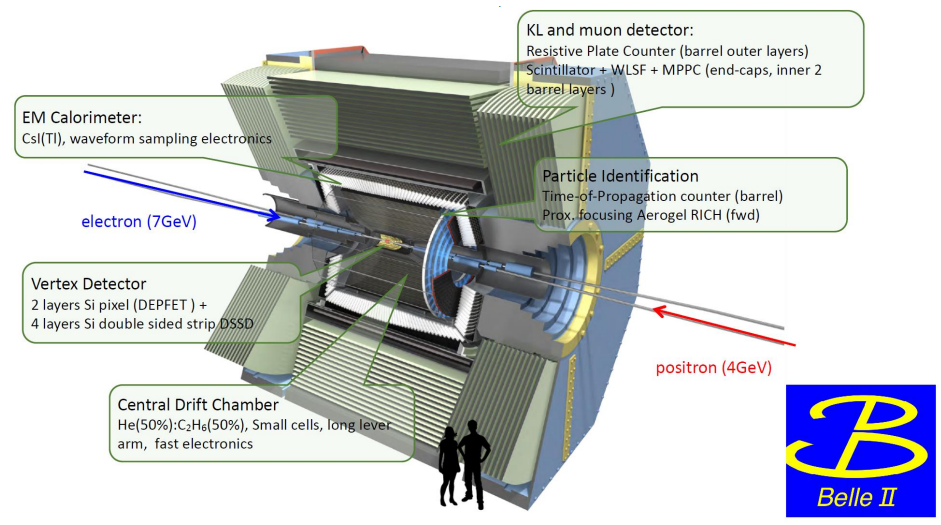 KL and muon detector:
Resistive Plate Counter (barrel outer layers)
Scintillator + WLSF + MPPC (end-caps, inner 2
barrel layers )
EM Calorimeter:
CsI(Tl), waveform sampling electronics
Particle Identification
Time-of-Propagation counter (barrel)
Prox. focusing Aerogel RICH (fwd)
electron (7GeV)
Vertex Detector
2 layers Si pixel (DEPFET ) +
4 layers Si double sided strip DSSD
positron (4GeV)
Central Drift Chamber
He(50%):C₂H₆(50%), Small cells, long lever
arm, fast electronics
B
Belle II